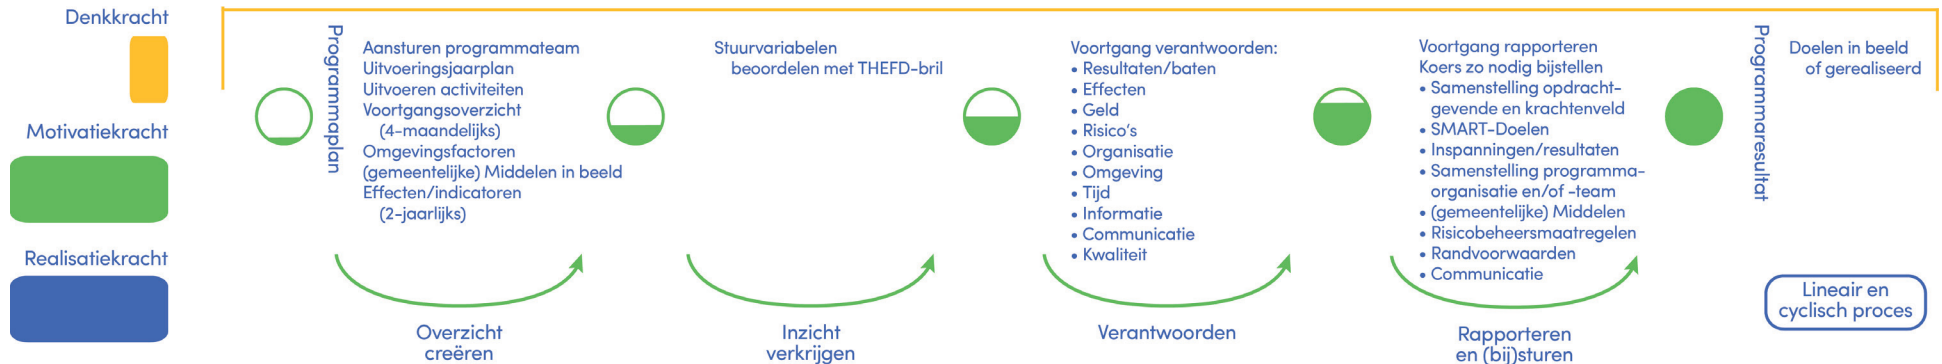 Denkkracht
Motivatiekracht
Realisatiekracht
Programmaplan
Aansturen programmateam
Uitvoeringsjaarplan
Uitvoeren activiteiten
Voortgangsoverzicht
(4-maandelijks)
Omgevingsfactoren
(gemeentelijke) Middelen in beeld
Effecten/indicatoren
(2-jaarlijks)
Overzicht
creëren
Stuurvariabelen
beoordelen met THEFD-bril
Inzicht
verkrijgen
Voortgang verantwoorden:
• Resultaten/baten
• Effecten
• Geld
• Risico's
• Organisatie
• Omgeving
• Tijd
• Informatie
• Communicatie
• Kwaliteit
Verantwoorden
Voortgang rapporteren
Koers zo nodig bijstellen
• Samenstelling opdracht-
gevende en krachtenveld
• SMART-Doelen
• Inspanningen/resultaten
• Samenstelling programma-
organisatie en/of -team
• (gemeentelijke) Middelen
• Risicobeheersmaatregelen
• Randvoorwaarden
• Communicatie
Rapporteren
en (bij)sturen
Programmaresultat
Doelen in beeld
of gerealiseerd
Lineair en
cyclisch proces